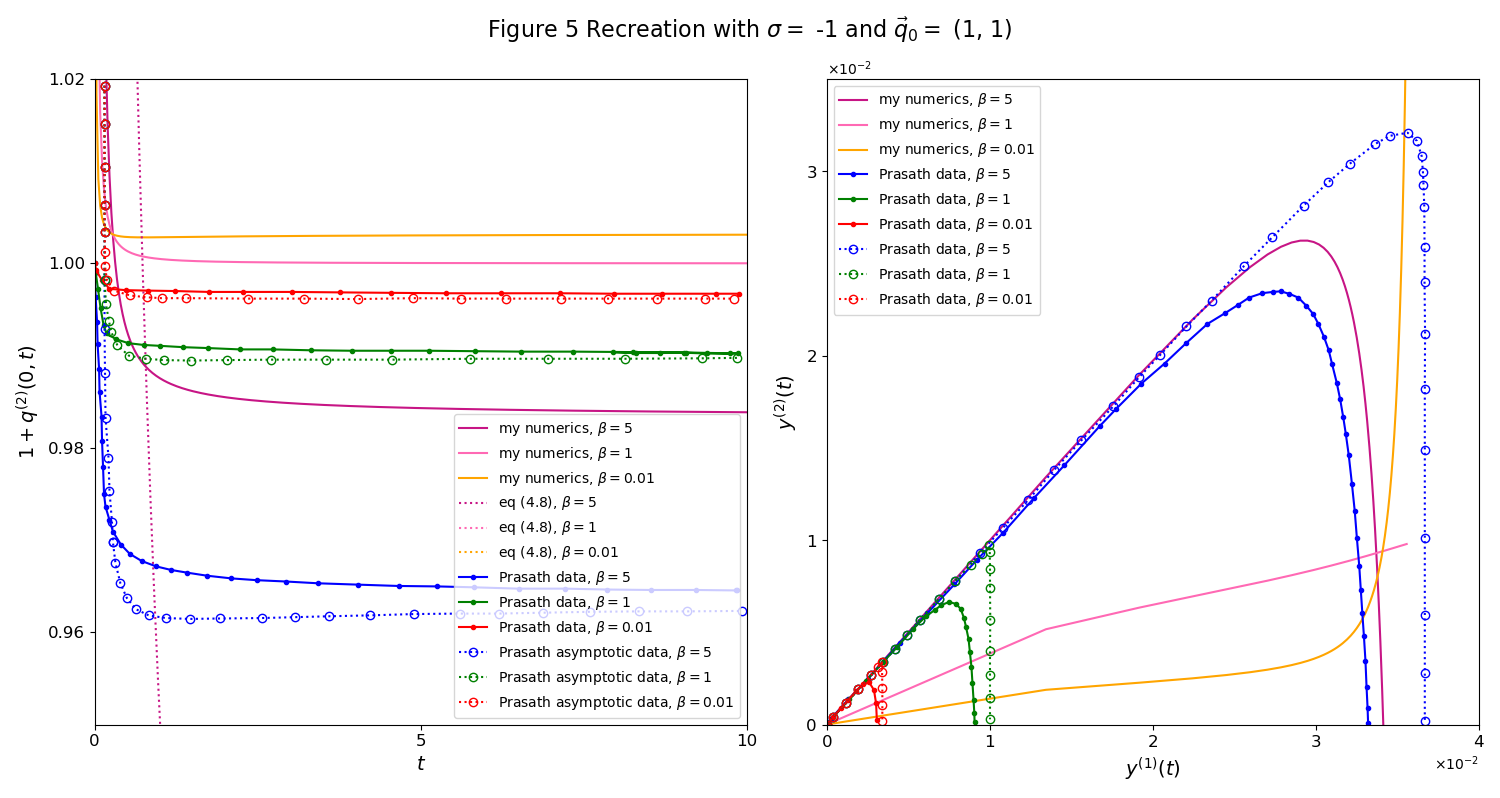 Figure 5 Recreation with σ = -1 and q⃗₀ = (1, 1)
1.02
1.00
0.98
0.96
1 + q⁽²⁾(0, t)
0
5
10
t
my numerics, β = 5
my numerics, β = 1
my numerics, β = 0.01
eq (4.8), β = 5
eq (4.8), β = 1
eq (4.8), β = 0.01
Prasath data, β = 5
Prasath data, β = 1
Prasath data, β = 0.01
Prasath asymptotic data, β = 5
Prasath asymptotic data, β = 1
Prasath asymptotic data, β = 0.01
×10⁻²
3
2
1
0
y⁽²⁾(t)
my numerics, β = 5
my numerics, β = 1
my numerics, β = 0.01
Prasath data, β = 5
Prasath data, β = 1
Prasath data, β = 0.01
Prasath data, β = 5
Prasath data, β = 1
Prasath data, β = 0.01
0
1
2
3
4
×10⁻²
y⁽¹⁾(t)